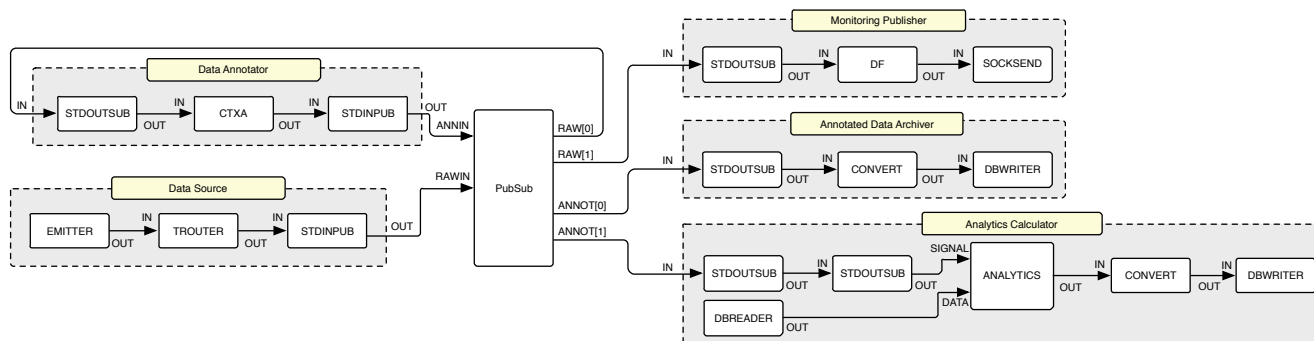 Monitoring Publisher
IN
STDOUTSUB
OUT
IN
DF
OUT
IN
SOCKSEND
Data Annotator
IN
STDOUTSUB
OUT
IN
CTXA
OUT
IN
STDINPUB
OUT
ANNIN
RAWIN
PubSub
RAW[0]
RAW[1]
ANNOT[0]
ANNOT[1]
Annotated Data Archiver
IN
STDOUTSUB
OUT
IN
CONVERT
OUT
IN
DBWRITER
Data Source
EMITTER
OUT
IN
TROUTER
OUT
IN
STDINPUB
OUT
Analytics Calculator
IN
STDOUTSUB
OUT
IN
STDOUTSUB
OUT
SIGNAL
DATA
ANALYTICS
OUT
IN
CONVERT
OUT
IN
DBWRITER
DBREADER
OUT